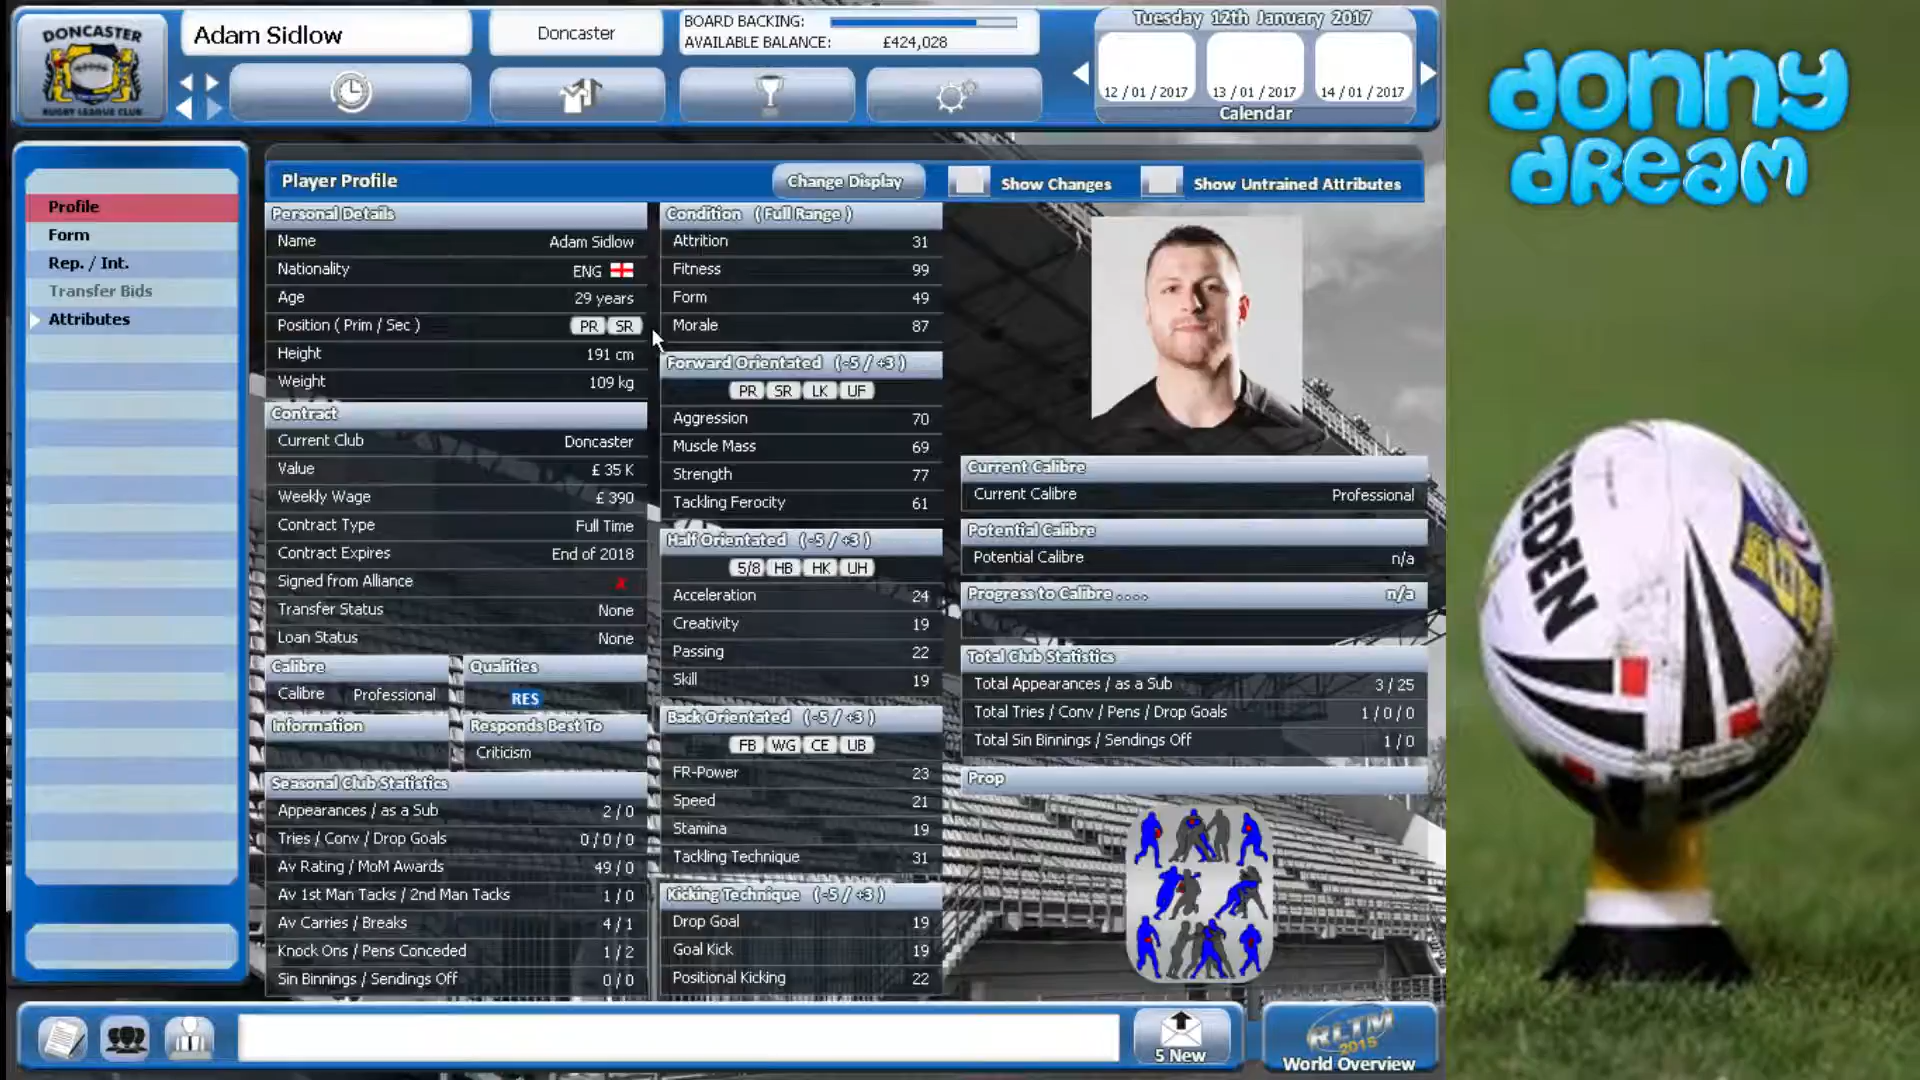 DONCASTER
RUGBY LEAGUE CLUB
Adam Sidlow
Doncaster
BOARD BACKING:
AVAILABLE BALANCE: £424,028
Tuesday 12th January 2017
12 / 01 / 2017
13 / 01 / 2017
14 / 01 / 2017
Calendar
donny
dream
Profile
Form
Rep. / Int.
Transfer Bids
Attributes
Player Profile
Change Display
Show Changes
Show Untrained Attributes
Personal Details
Name Adam Sidlow
Nationality ENG
Age 29 years
Position ( Prim / Sec ) PR SR
Height 191 cm
Weight 109 kg
Contract
Current Club Doncaster
Value £ 35 K
Weekly Wage £ 390
Contract Type Full Time
Contract Expires End of 2018
Signed from Alliance X
Transfer Status None
Loan Status None
Calibre
Calibre Professional
Qualities
RES
Information
Responds Best To
Criticism
Seasonal Club Statistics
Appearances / as a Sub 2 / 0
Tries / Conv / Drop Goals 0 / 0 / 0
Av Rating / MoM Awards 49 / 0
Av 1st Man Tacks / 2nd Man Tacks 1 / 0
Av Carries / Breaks 4 / 1
Knock Ons / Pens Conceded 1 / 2
Sin Binnings / Sendings Off 0 / 0
Condition ( Full Range )
Attrition 31
Fitness 99
Form 49
Morale 87
Forward Orientated ( -5 / +3 )
PR SR LK UF
Aggression 70
Muscle Mass 69
Strength 77
Tackling Ferocity 61
Half Orientated ( -5 / +3 )
5/8 HB HK UH
Acceleration 24
Creativity 19
Passing 22
Skill 19
Back Orientated ( -5 / +3 )
FB WG CE UB
FR-Power 23
Speed 21
Stamina 19
Tackling Technique 31
Kicking Technique ( -5 / +3 )
Drop Goal 19
Goal Kick 19
Positional Kicking 22
Current Calibre
Current Calibre Professional
Potential Calibre
Potential Calibre n/a
Progress to Calibre . . . . n/a
Total Club Statistics
Total Appearances / as a Sub 3 / 25
Total Tries / Conv / Pens / Drop Goals 1 / 0 / 0
Total Sin Binnings / Sendings Off 1 / 0
Prop
5 New
RLTM
2015
World Overview